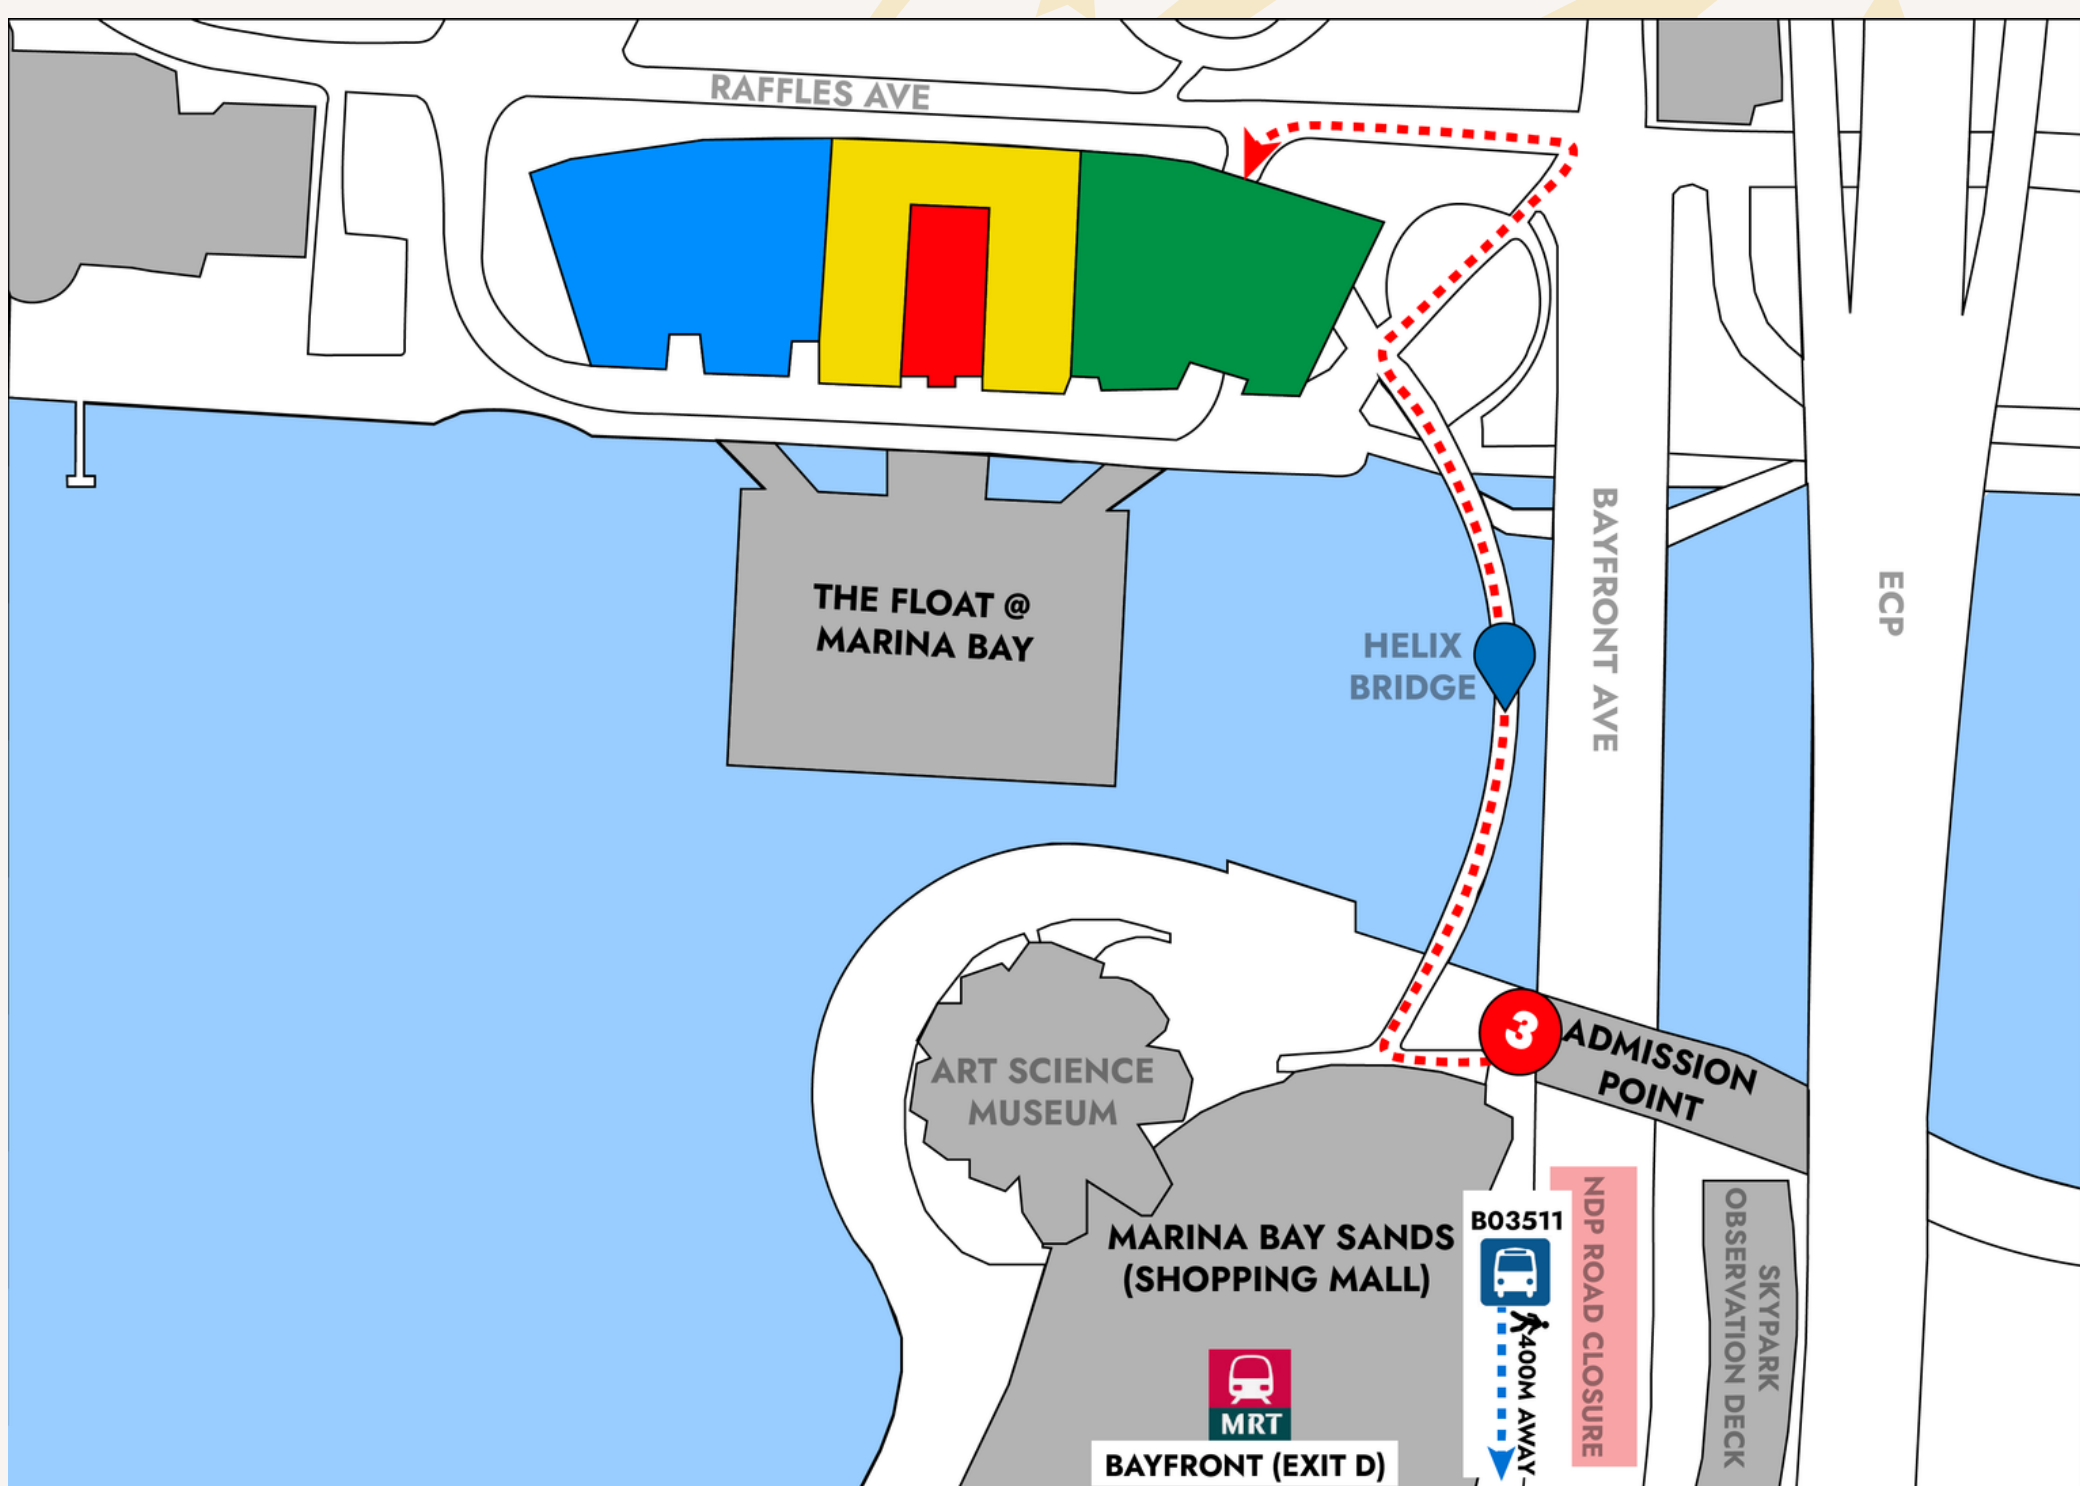 RAFFLES AVE
THE FLOAT @
MARINA BAY
HELIX
BRIDGE
BAYFRONT AVE
ECP
3
ADMISSION
POINT
ART SCIENCE
MUSEUM
MARINA BAY SANDS
(SHOPPING MALL)
B03511
400M AWAY
NDP ROAD CLOSURE
SKYPARK
OBSERVATION DECK
MRT
BAYFRONT (EXIT D)